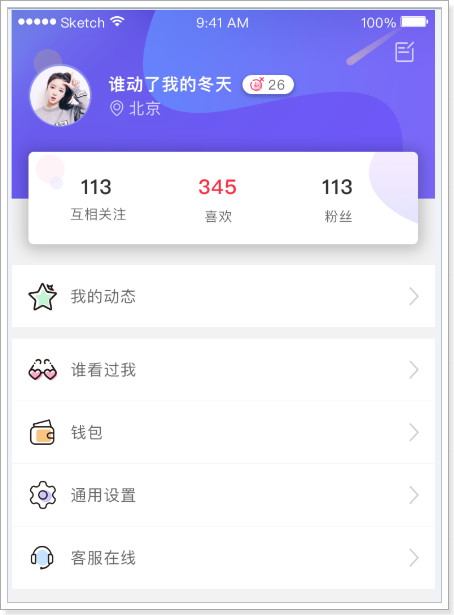 Sketch 9:41 AM 100%
谁动了我的冬天 26
北京
113 345 113
互相关注 喜欢 粉丝
我的动态
谁看过我
钱包
通用设置
客服在线